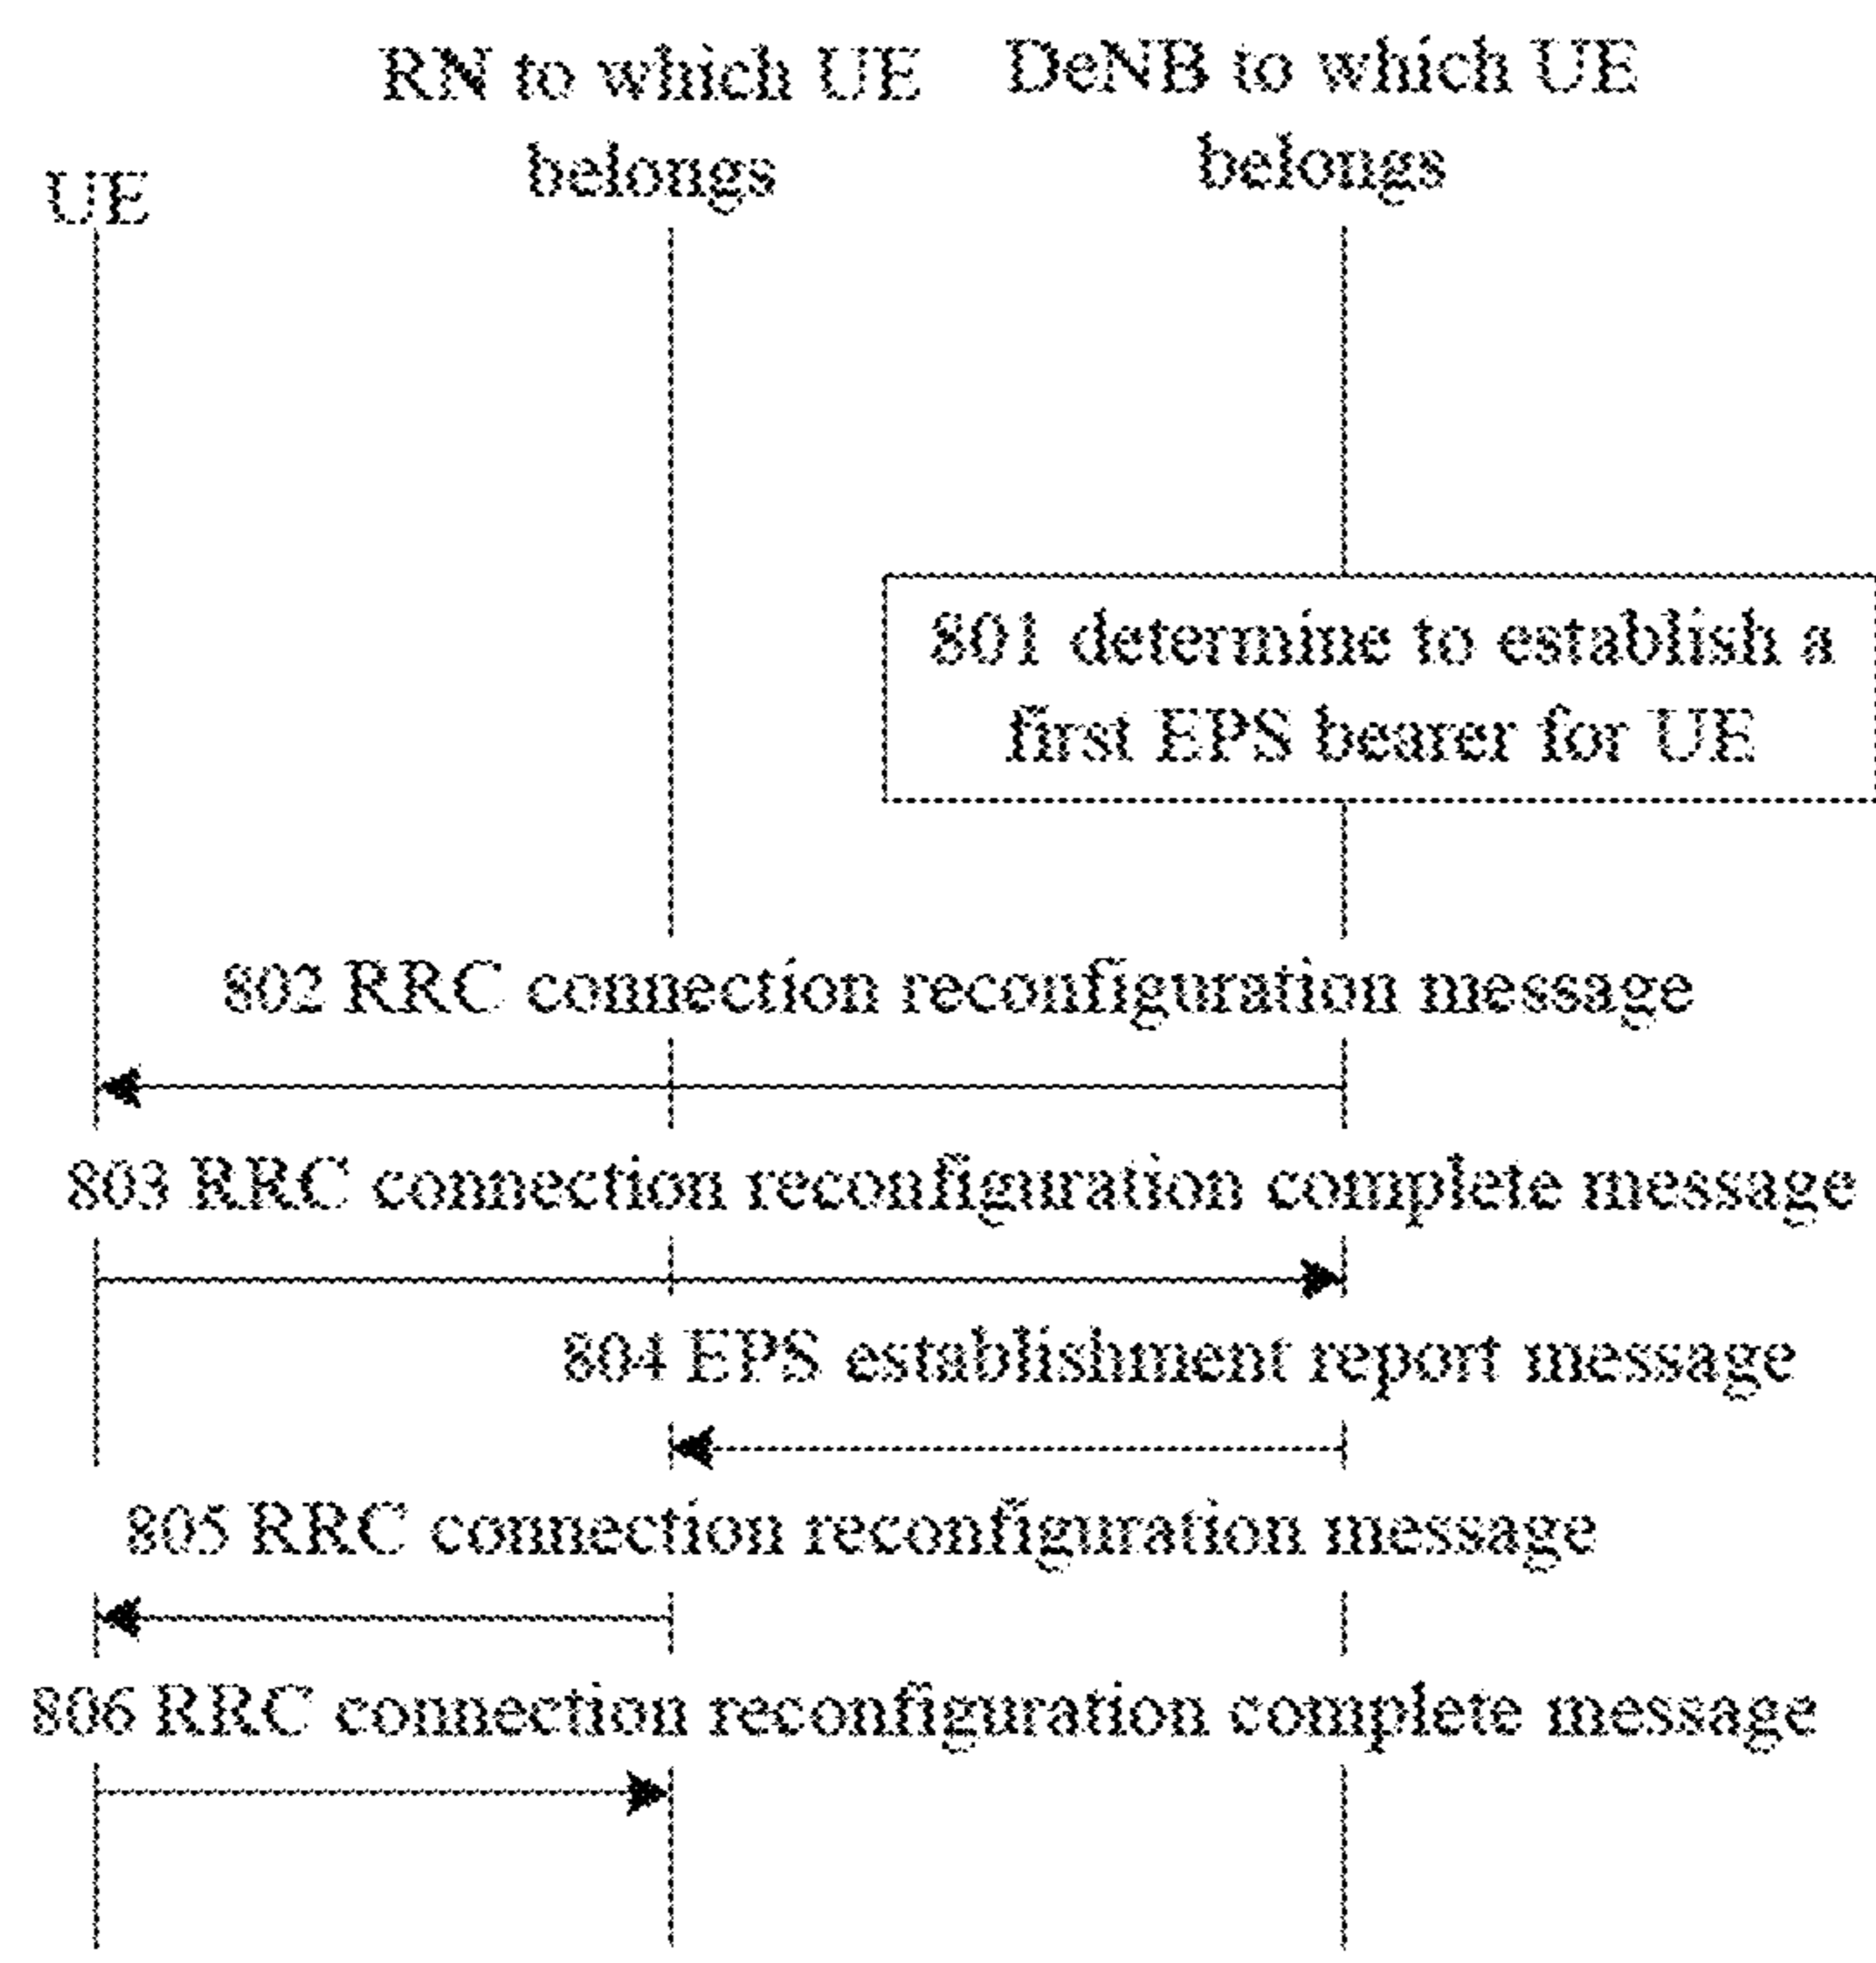 RN to which UE
belongs
DeNB to which UE
belongs
UE
801 determine to establish a
first EPS bearer for UE
802 RRC connection reconfiguration message
803 RRC connection reconfiguration complete message
804 EPS establishment report message
805 RRC connection reconfiguration message
806 RRC connection reconfiguration complete message